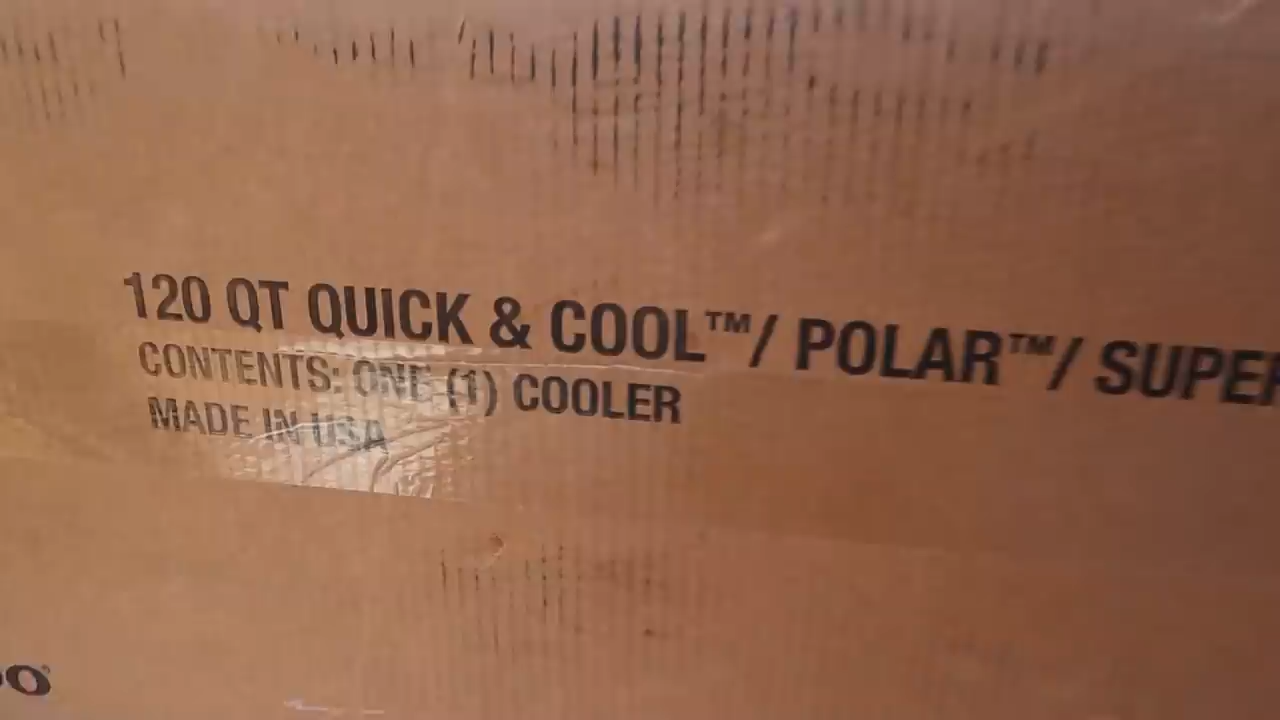 120 QT QUICK & COOL™/ POLAR™/ SUPER
CONTENTS: ONE (1) COOLER
MADE IN USA